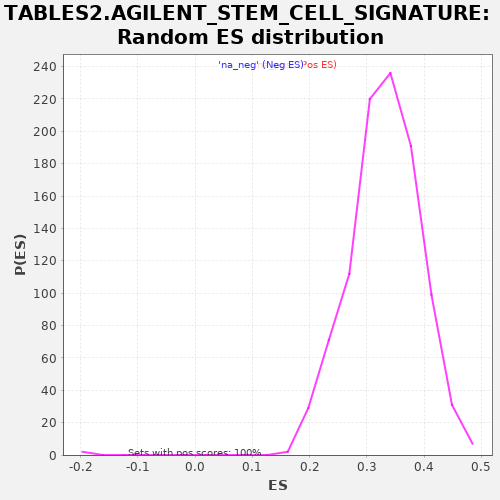 TABLES2.AGILENT_STEM_CELL_SIGNATURE:
Random ES distribution
'na_neg' (Neg ES) Pos ES)
240
220
200
180
160
140
120
100
80
60
40
20
0
P(ES)
Sets with pos scores: 100%
-0.2 -0.1 0.0 0.1 0.2 0.3 0.4 0.5
ES